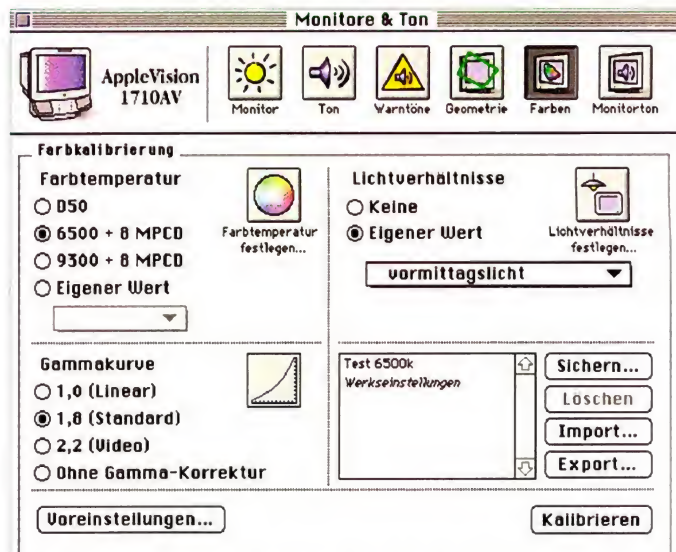 Monitore & Ton
AppleVision
1710AV
Monitor
Ton
Warntöne
Geometrie
Farben
Monitorton
Farbkalibrierung
Farbtemperatur
D50
6500 + 8 MPCD
9300 + 8 MPCD
Eigener Wert
Farbtemperatur
festlegen...
Lichtverhältnisse
Keine
Eigener Wert
Lichtverhältnisse
festlegen...
vormittagslicht
Gammakurve
1,0 (Linear)
1,8 (Standard)
2,2 (Video)
Ohne Gamma-Korrektur
Test 6500k
Werkseinstellungen
Sichern...
Löschen
Import...
Export...
Voreinstellungen...
Kalibrieren